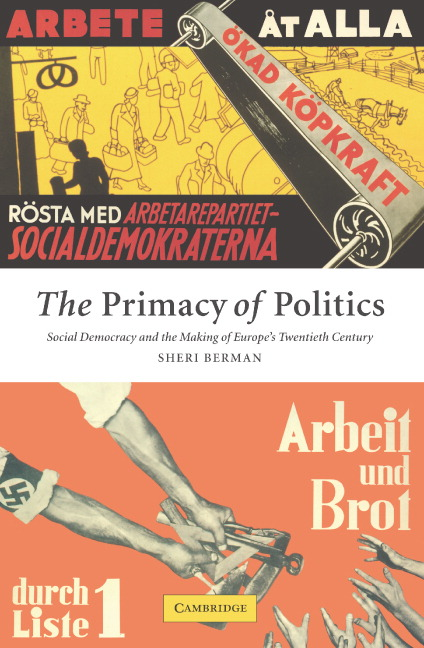 ARBETE ÅT ALLA
ÖKAD KÖPKRAFT
RÖSTA MED ARBETAREPARTIET-
SOCIALDEMOKRATERNA
The Primacy of Politics
Social Democracy and the Making of Europe's Twentieth Century
SHERI BERMAN
Arbeit
und
Brot
durch
Liste 1
CAMBRIDGE